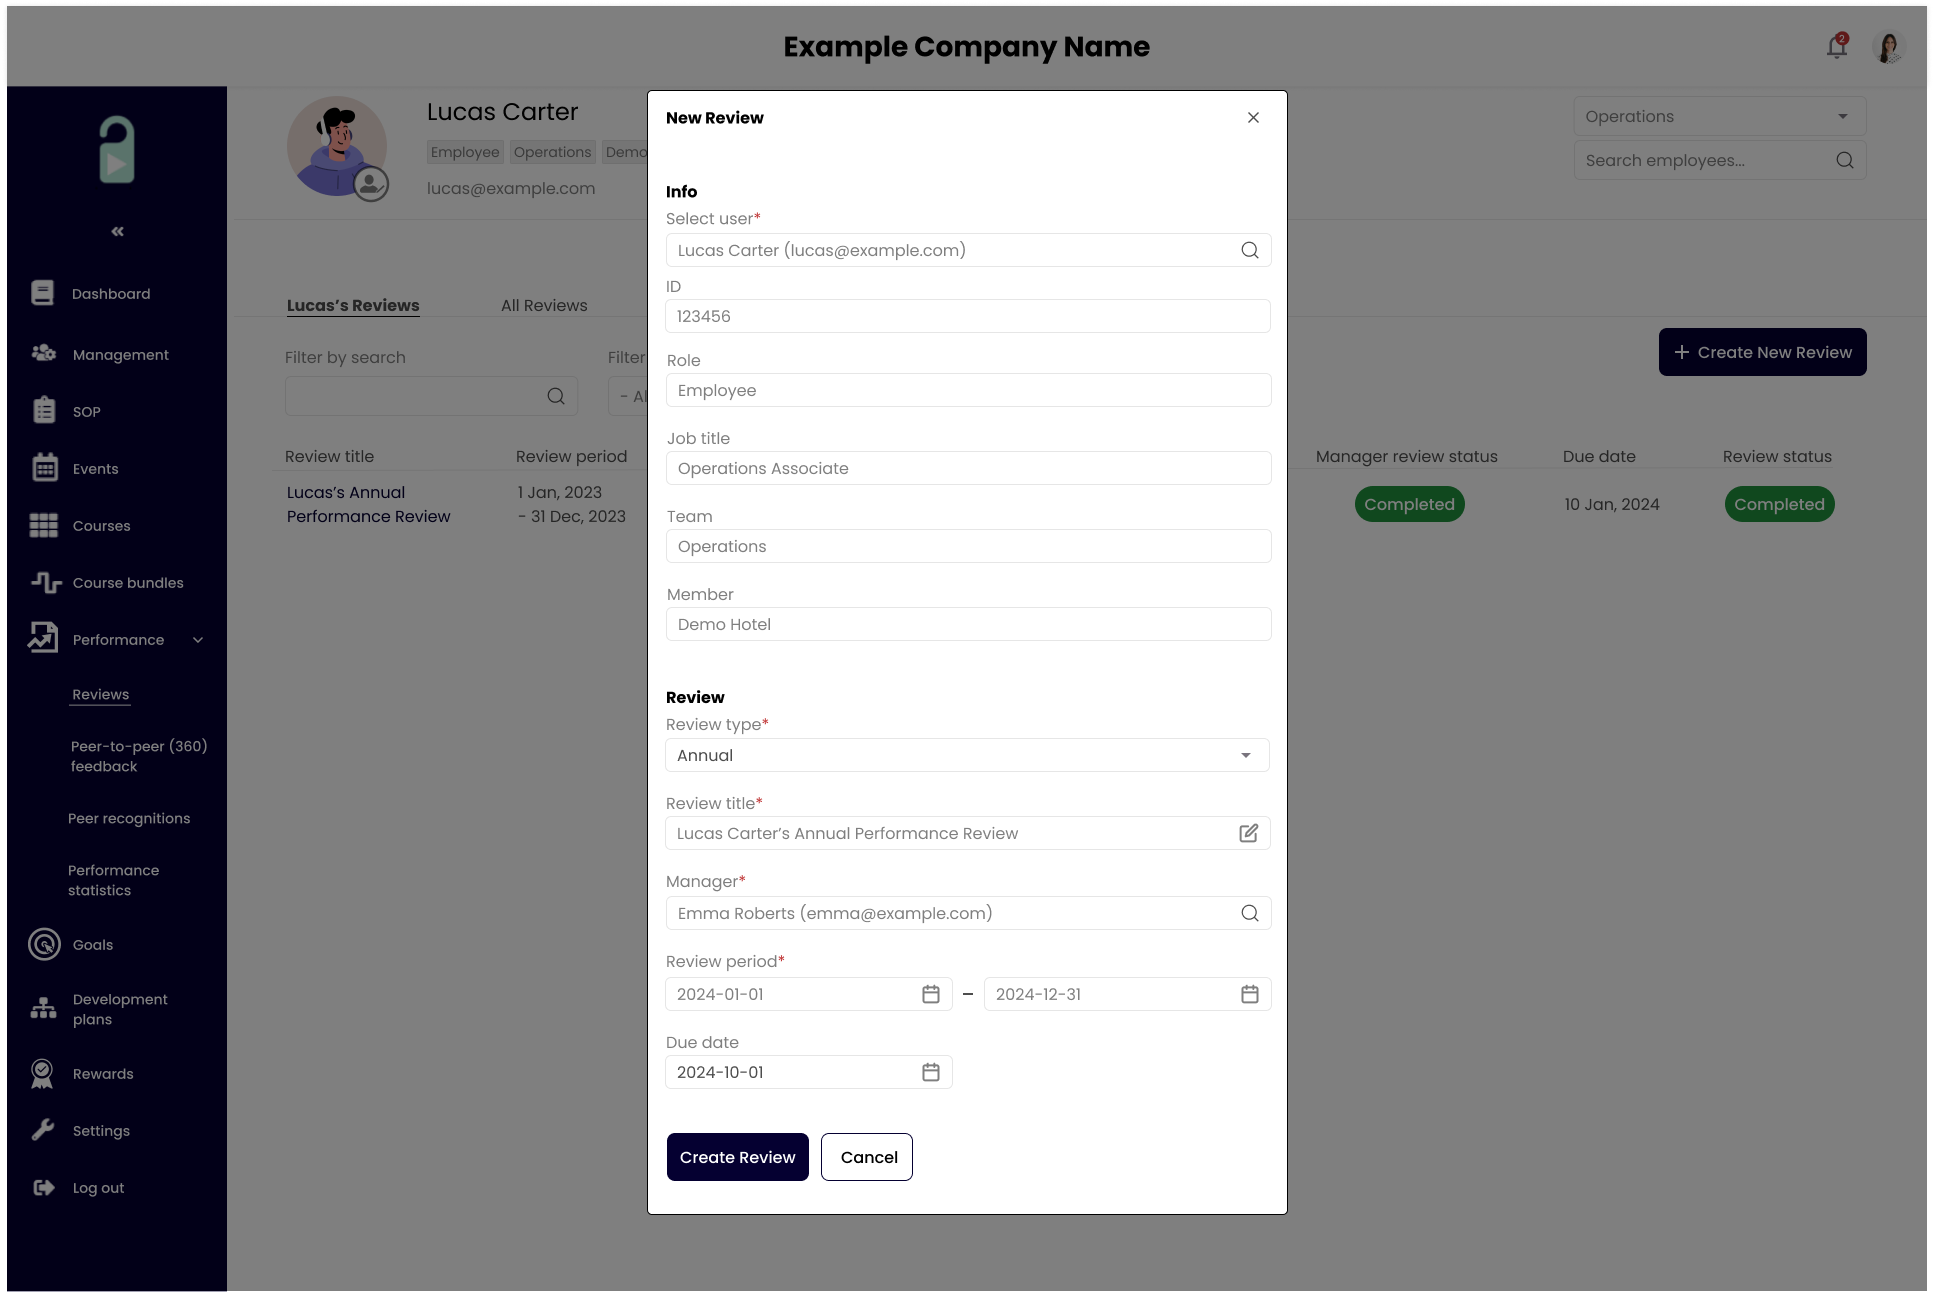 Example Company Name
2
Lucas Carter
Employee Operations Demo
lucas@example.com
Operations
Search employees...
«
Dashboard
Management
SOP
Events
Courses
Course bundles
Performance
Reviews
Peer-to-peer (360)
feedback
Peer recognitions
Performance
statistics
Goals
Development
plans
Rewards
Settings
Log out
Lucas’s Reviews
All Reviews
+ Create New Review
Filter by search
Filter
- Al
Review title
Review period
Manager review status
Due date
Review status
Lucas’s Annual
Performance Review
1 Jan, 2023
- 31 Dec, 2023
Completed
10 Jan, 2024
Completed
New Review
Info
Select user*
Lucas Carter (lucas@example.com)
ID
123456
Role
Employee
Job title
Operations Associate
Team
Operations
Member
Demo Hotel
Review
Review type*
Annual
Review title*
Lucas Carter’s Annual Performance Review
Manager*
Emma Roberts (emma@example.com)
Review period*
2024-01-01 – 2024-12-31
Due date
2024-10-01
Create Review
Cancel